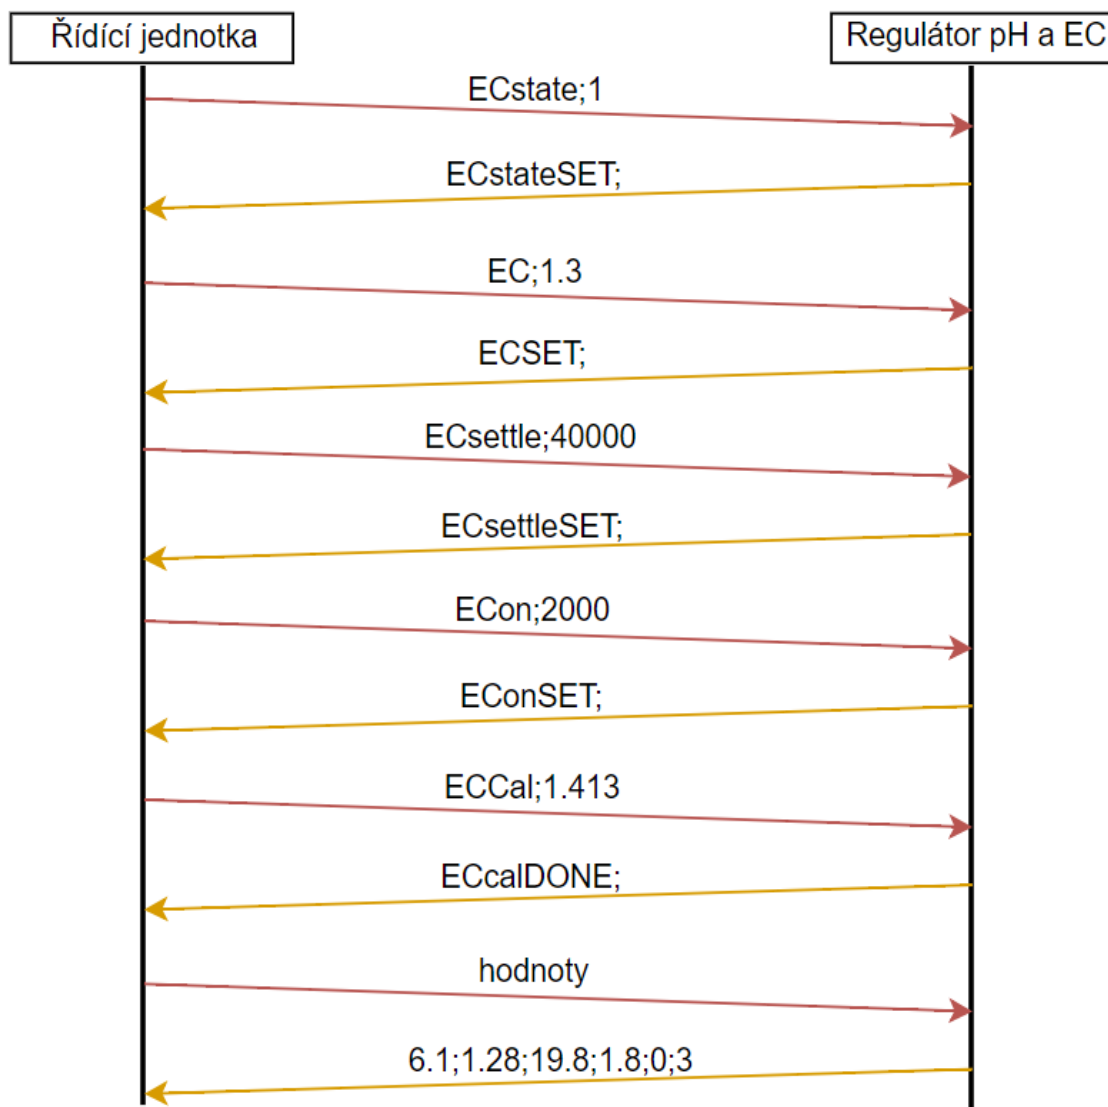 Řídící jednotka
Regulátor pH a EC
ECstate;1
ECstateSET;
EC;1.3
ECSET;
ECsettle;40000
ECsettleSET;
ECon;2000
EConSET;
ECCal;1.413
ECcalDONE;
hodnoty
6.1;1.28;19.8;1.8;0;3